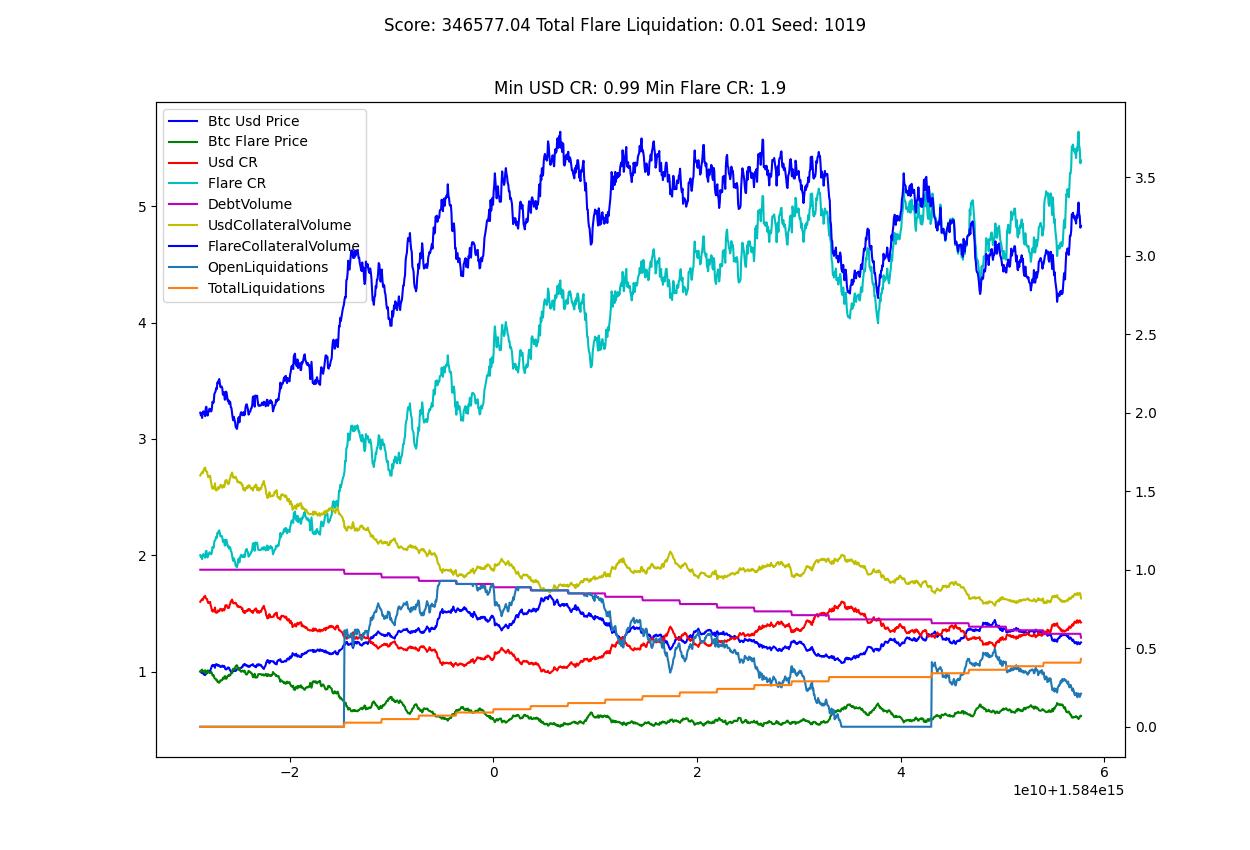 Score: 346577.04 Total Flare Liquidation: 0.01 Seed: 1019
Min USD CR: 0.99 Min Flare CR: 1.9
Btc Usd Price
Btc Flare Price
Usd CR
Flare CR
DebtVolume
UsdCollateralVolume
FlareCollateralVolume
OpenLiquidations
TotalLiquidations
5
4
3
2
1
3.5
3.0
2.5
2.0
1.5
1.0
0.5
0.0
−2 0 2 4 6
1e10+1.584e15